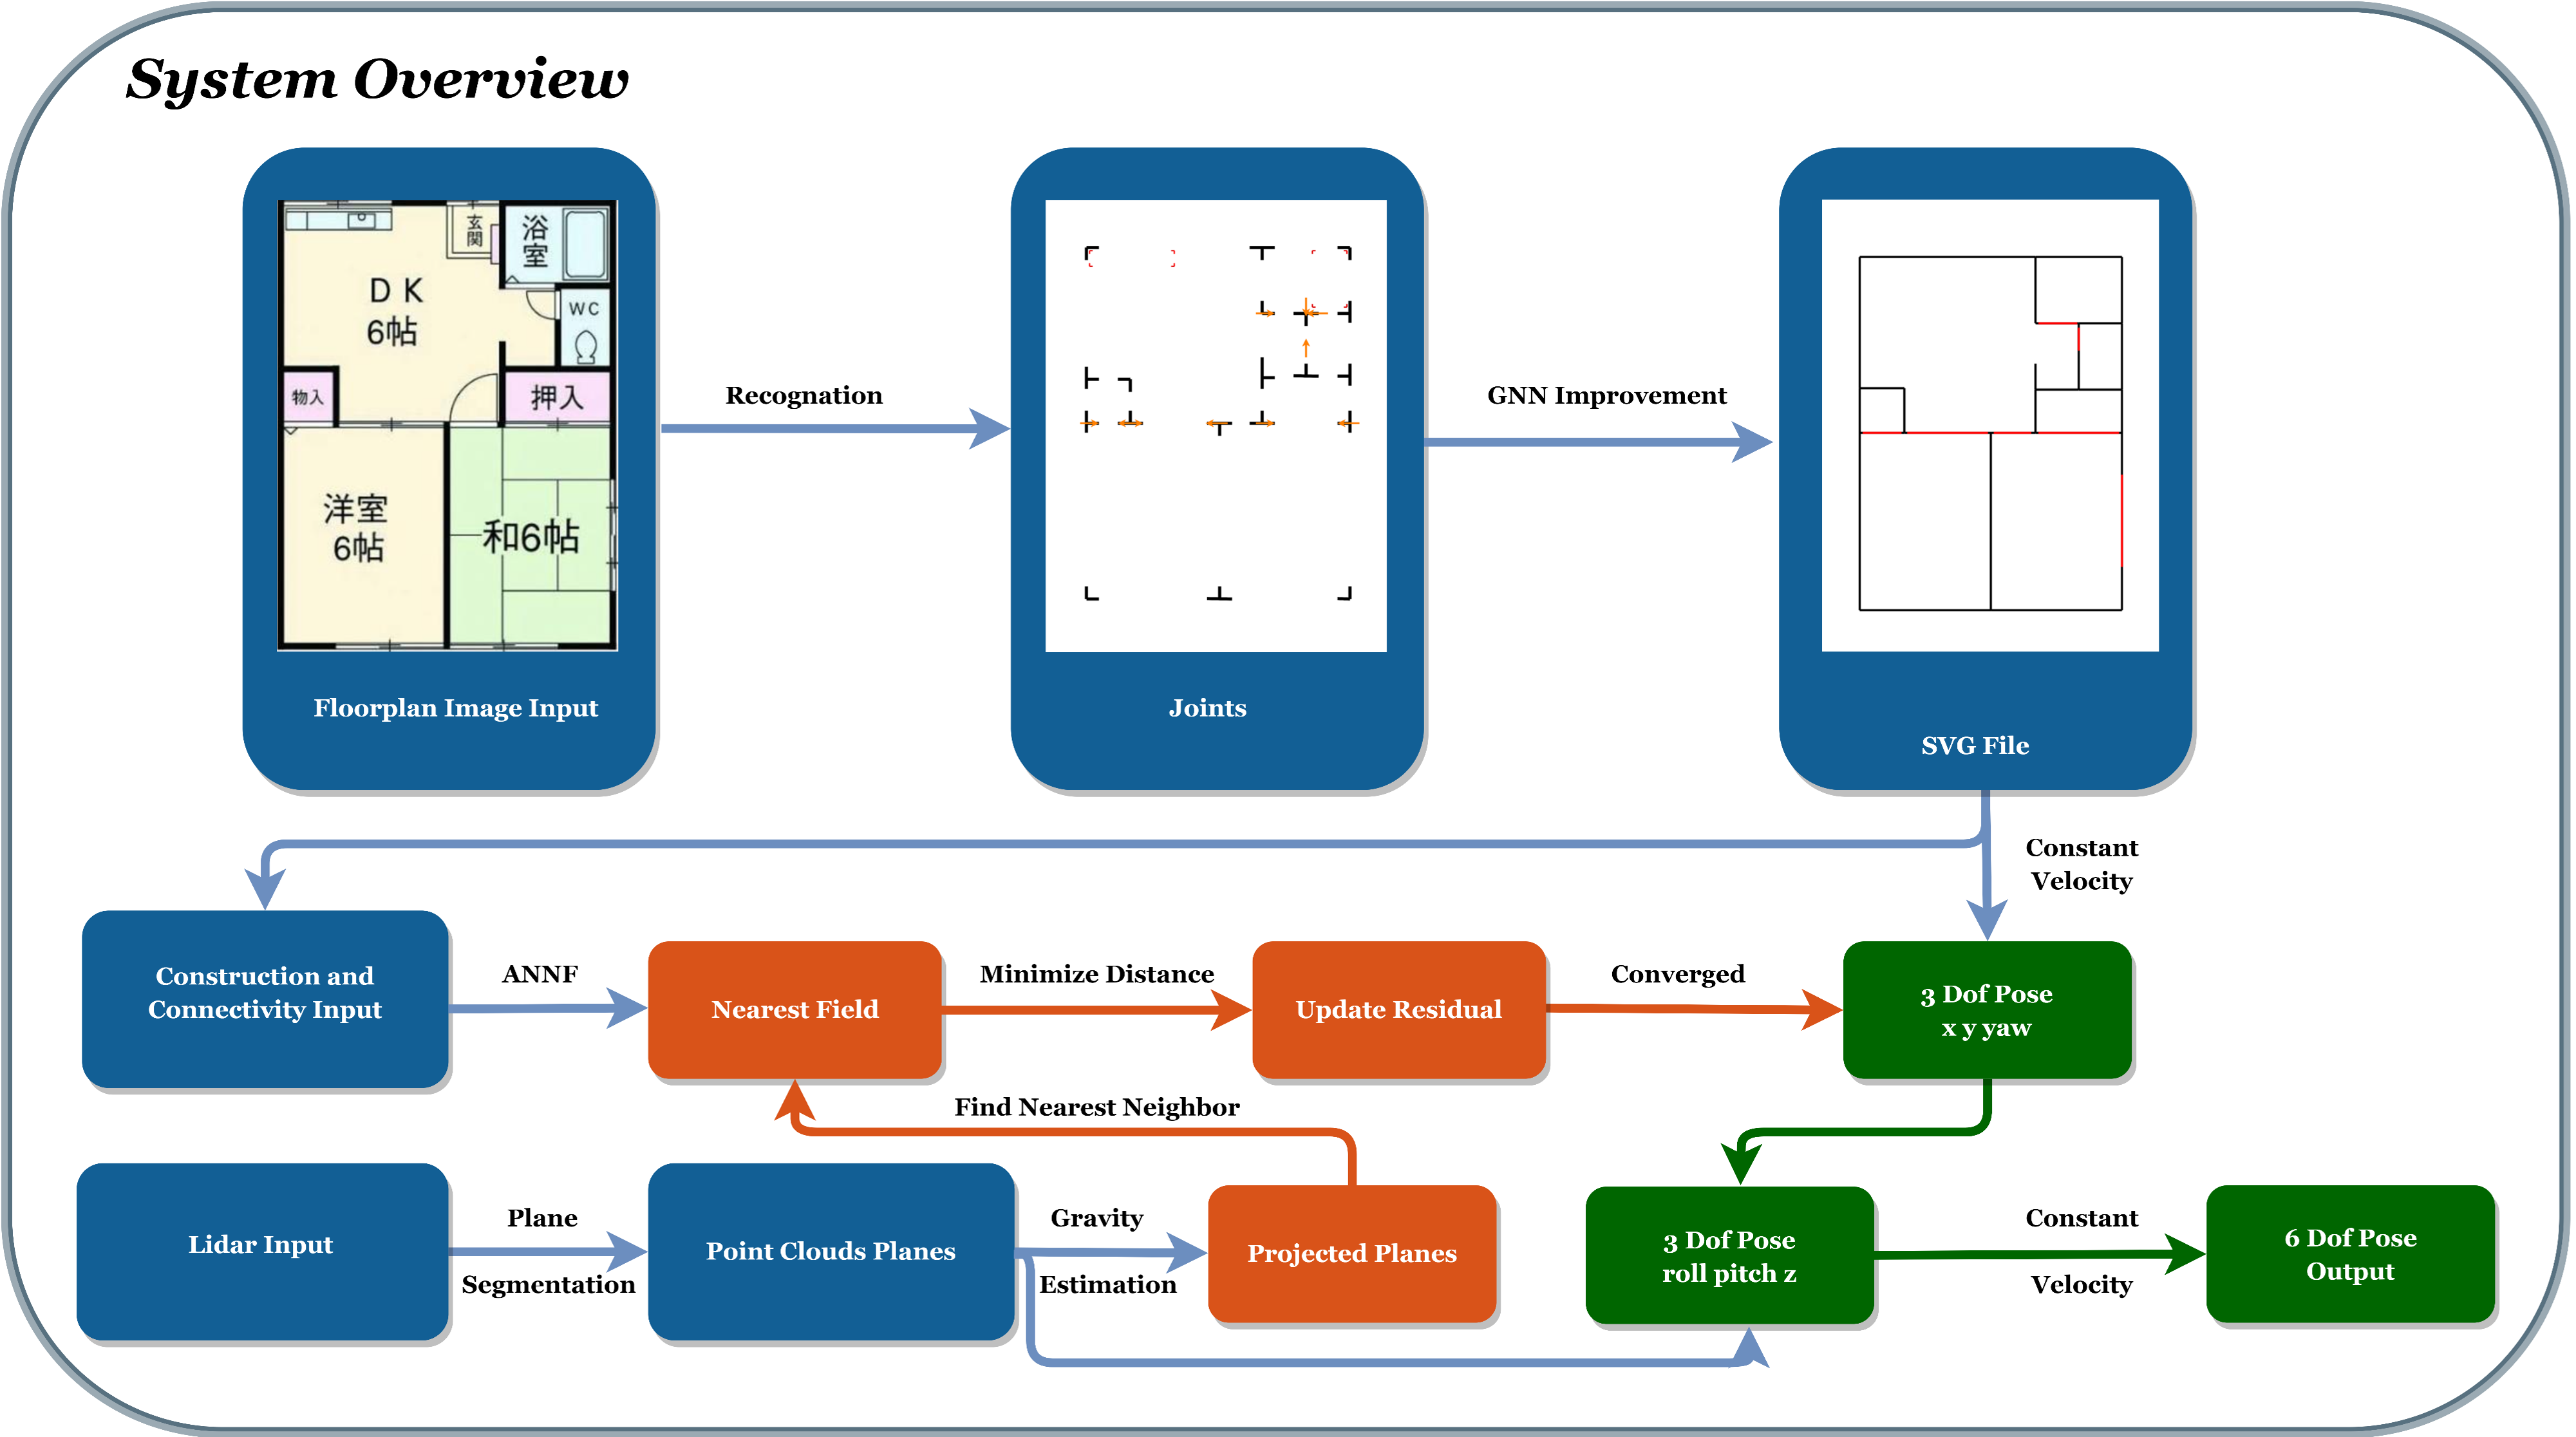 System Overview
玄
関
浴
室
D K
6帖
WC
物入
押入
洋室
6帖
和6帖
Floorplan Image Input
Recognation
Joints
GNN Improvement
SVG File
Constant
Velocity
Construction and
Connectivity Input
ANNF
Nearest Field
Minimize Distance
Update Residual
Converged
3 Dof Pose
x y yaw
Find Nearest Neighbor
Lidar Input
Plane
Segmentation
Point Clouds Planes
Gravity
Estimation
Projected Planes
3 Dof Pose
roll pitch z
Constant
Velocity
6 Dof Pose
Output